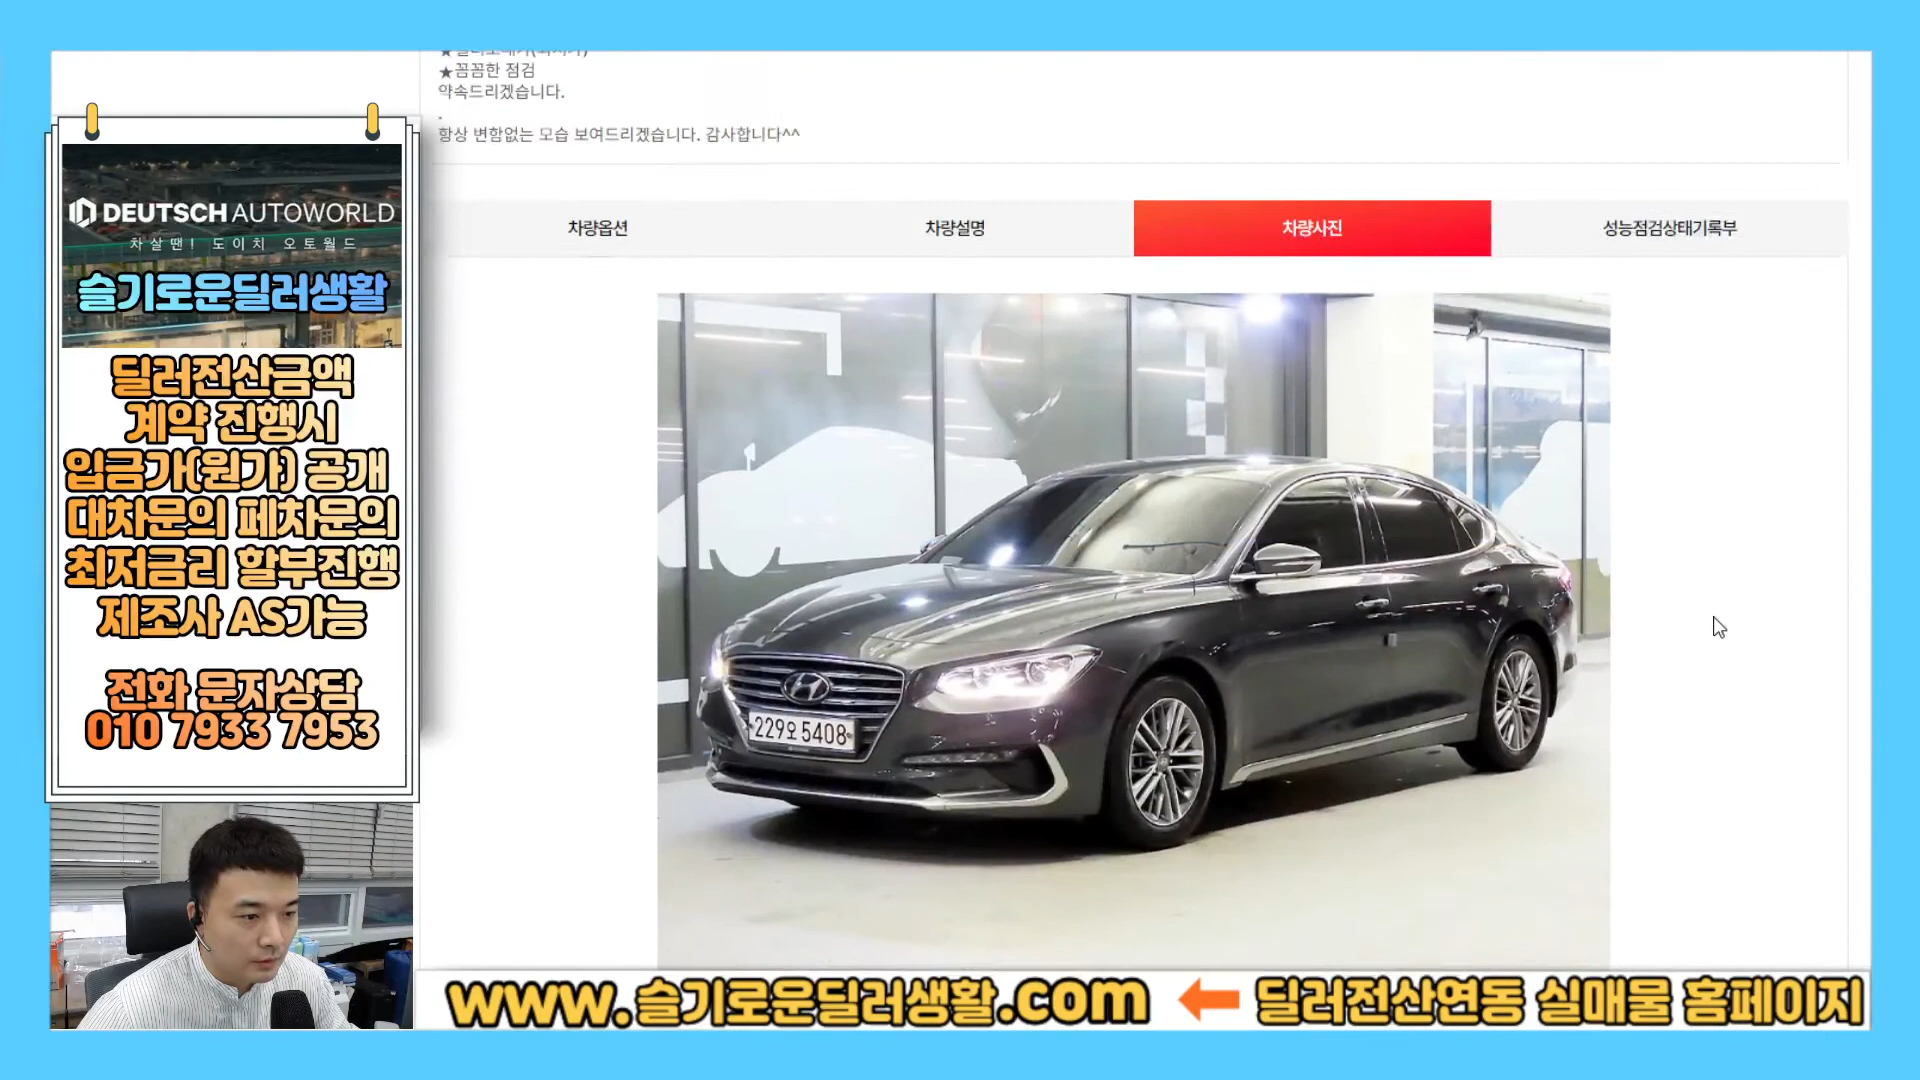 ★꼼꼼한 점검
약속드리겠습니다.
.
항상 변함없는 모습 보여드리겠습니다. 감사합니다^^
차량옵션
차량설명
차량사진
성능점검상태기록부
DEUTSCH AUTOWORLD
차살땐! 도이치 오토월드
슬기로운딜러생활
딜러전산금액
계약 진행시
입금가(원가) 공개
대차문의 폐차문의
최저금리 할부진행
제조사 AS가능
전화 문자상담
010 7933 7953
229오5408
www.슬기로운딜러생활.com ← 딜러전산연동 실매물 홈페이지